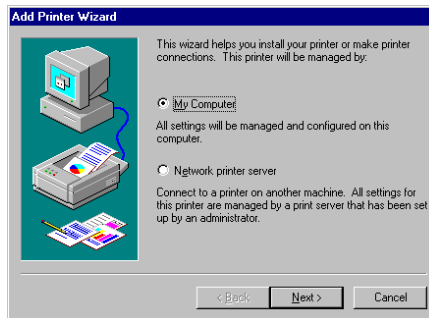 Add Printer Wizard
This wizard helps you install your printer or make printer
connections. This printer will be managed by:
My Computer
All settings will be managed and configured on this
computer.
Network printer server
Connect to a printer on another machine. All settings for
this printer are managed by a print server that has been set
up by an administrator.
< Back Next > Cancel